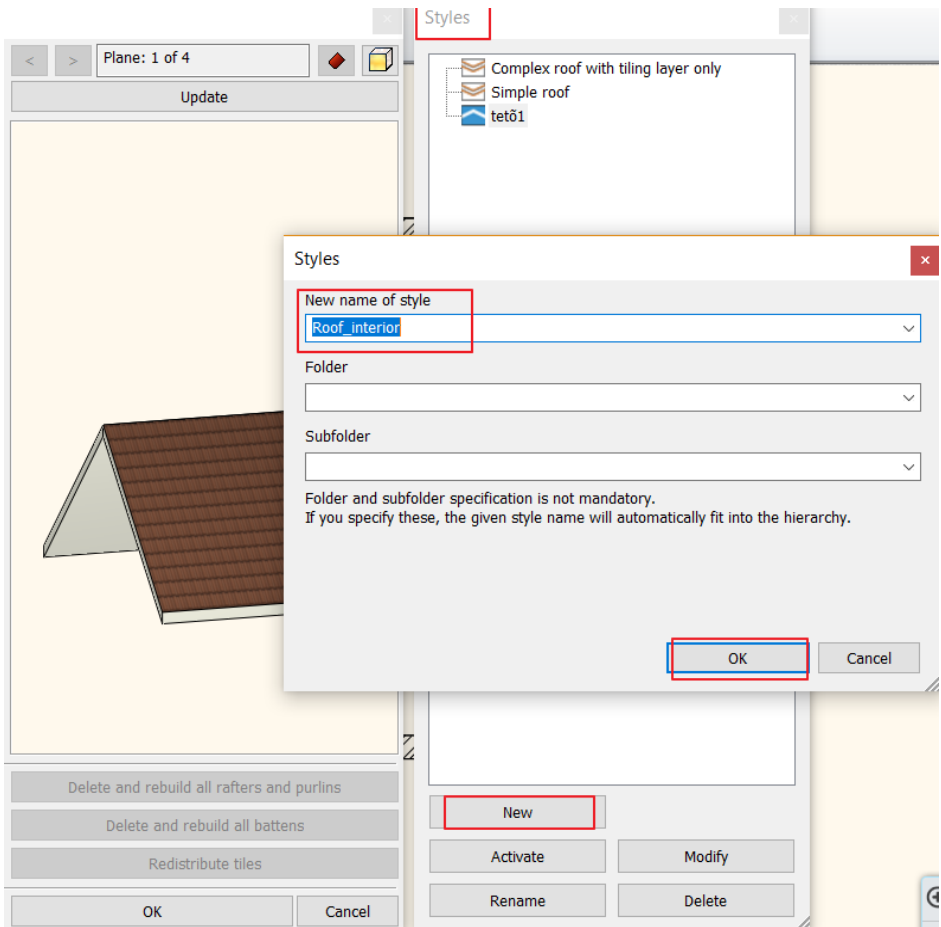 <
>
Plane: 1 of 4
Update
Delete and rebuild all rafters and purlins
Delete and rebuild all battens
Redistribute tiles
OK
Cancel
Styles
Complex roof with tiling layer only
Simple roof
tetõ1
Styles
New name of style
Roof_interior
Folder
Subfolder
Folder and subfolder specification is not mandatory.
If you specify these, the given style name will automatically fit into the hierarchy.
OK
Cancel
New
Activate
Modify
Rename
Delete